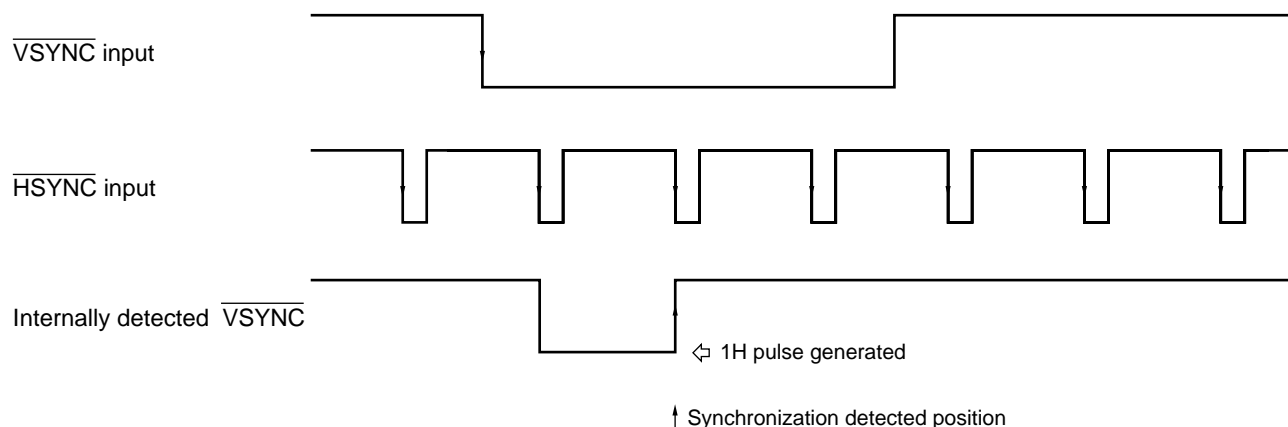 VSYNC input
HSYNC input
Internally detected VSYNC
1H pulse generated
Synchronization detected position